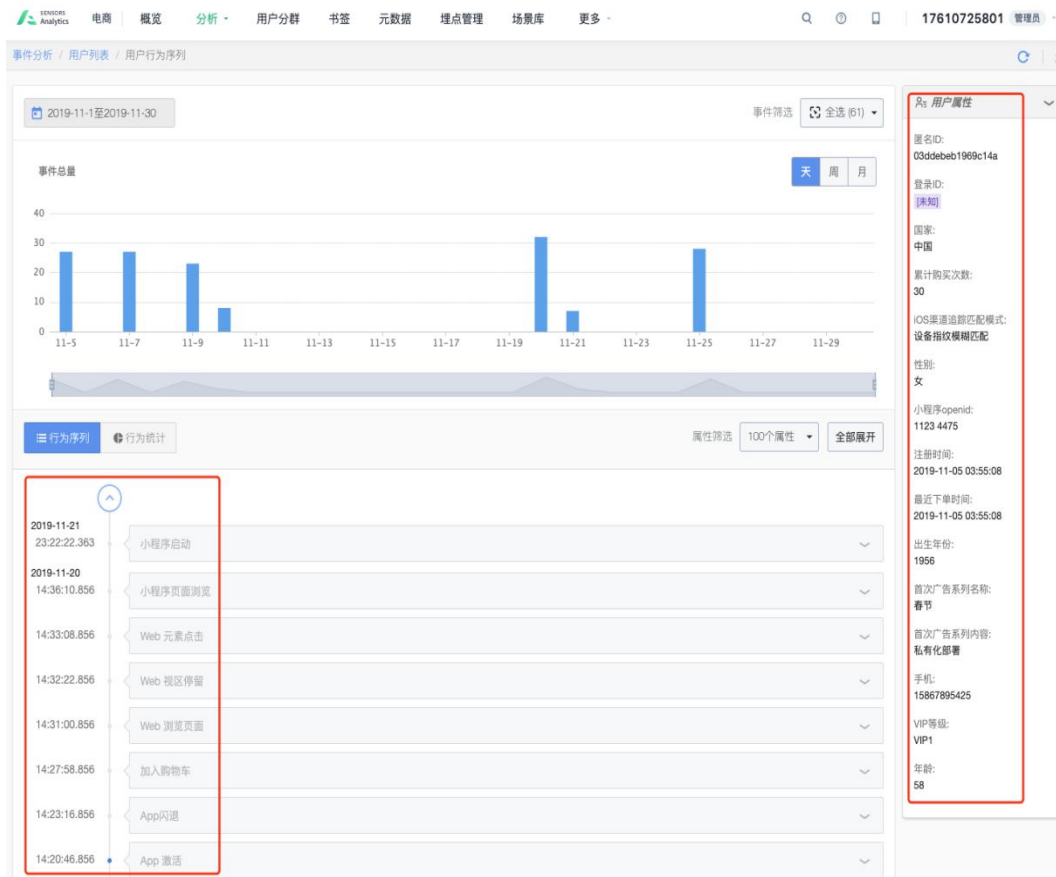 SENSORS
Analytics
电商 概览 分析 用户分群 书签 元数据 埋点管理 场景库 更多 17610725801 管理员
事件分析 / 用户列表 / 用户行为序列
2019-11-1至2019-11-30
事件筛选 全选 (61)
事件总量
天 周 月
40
30
20
10
0
11-5 11-7 11-9 11-11 11-13 11-15 11-17 11-19 11-21 11-23 11-25 11-27 11-29
行为序列 行为统计
属性筛选 100个属性 全部展开
2019-11-21
23:22:22.363 小程序启动
2019-11-20
14:36:10.856 小程序页面浏览
14:33:08.856 Web 元素点击
14:32:22.856 Web 视区停留
14:31:00.856 Web 浏览页面
14:27:58.856 加入购物车
14:23:16.856 App闪退
14:20:46.856 App 激活
用户属性
匿名ID:
03ddebeb1969c14a
登录ID:
[未知]
国家:
中国
累计购买次数:
30
iOS渠道追踪匹配模式:
设备指纹模糊匹配
性别:
女
小程序openid:
1123 4475
注册时间:
2019-11-05 03:55:08
最近下单时间:
2019-11-05 03:55:08
出生年份:
1956
首次广告系列名称:
春节
首次广告系列内容:
私有化部署
手机:
15867895425
VIP等级:
VIP1
年龄:
58